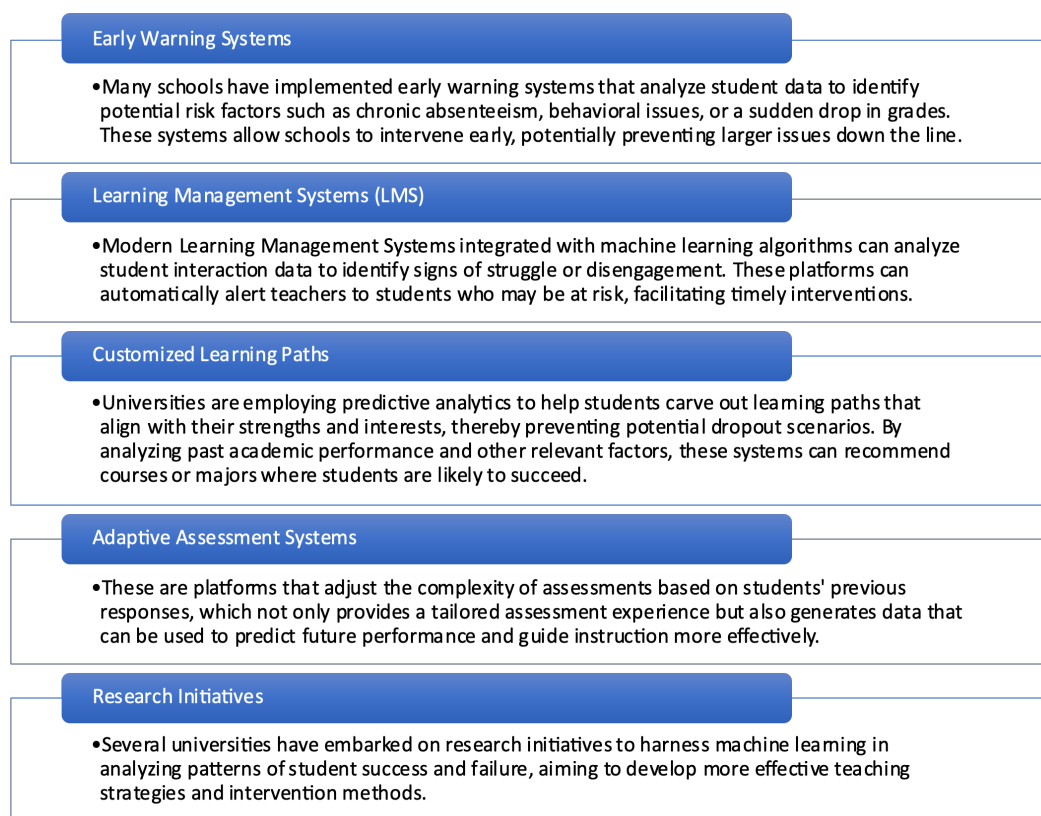 Early Warning Systems
•Many schools have implemented early warning systems that analyze student data to identify
potential risk factors such as chronic absenteeism, behavioral issues, or a sudden drop in grades.
These systems allow schools to intervene early, potentially preventing larger issues down the line.
Learning Management Systems (LMS)
•Modern Learning Management Systems integrated with machine learning algorithms can analyze
student interaction data to identify signs of struggle or disengagement. These platforms can
automatically alert teachers to students who may be at risk, facilitating timely interventions.
Customized Learning Paths
•Universities are employing predictive analytics to help students carve out learning paths that
align with their strengths and interests, thereby preventing potential dropout scenarios. By
analyzing past academic performance and other relevant factors, these systems can recommend
courses or majors where students are likely to succeed.
Adaptive Assessment Systems
•These are platforms that adjust the complexity of assessments based on students' previous
responses, which not only provides a tailored assessment experience but also generates data that
can be used to predict future performance and guide instruction more effectively.
Research Initiatives
•Several universities have embarked on research initiatives to harness machine learning in
analyzing patterns of student success and failure, aiming to develop more effective teaching
strategies and intervention methods.